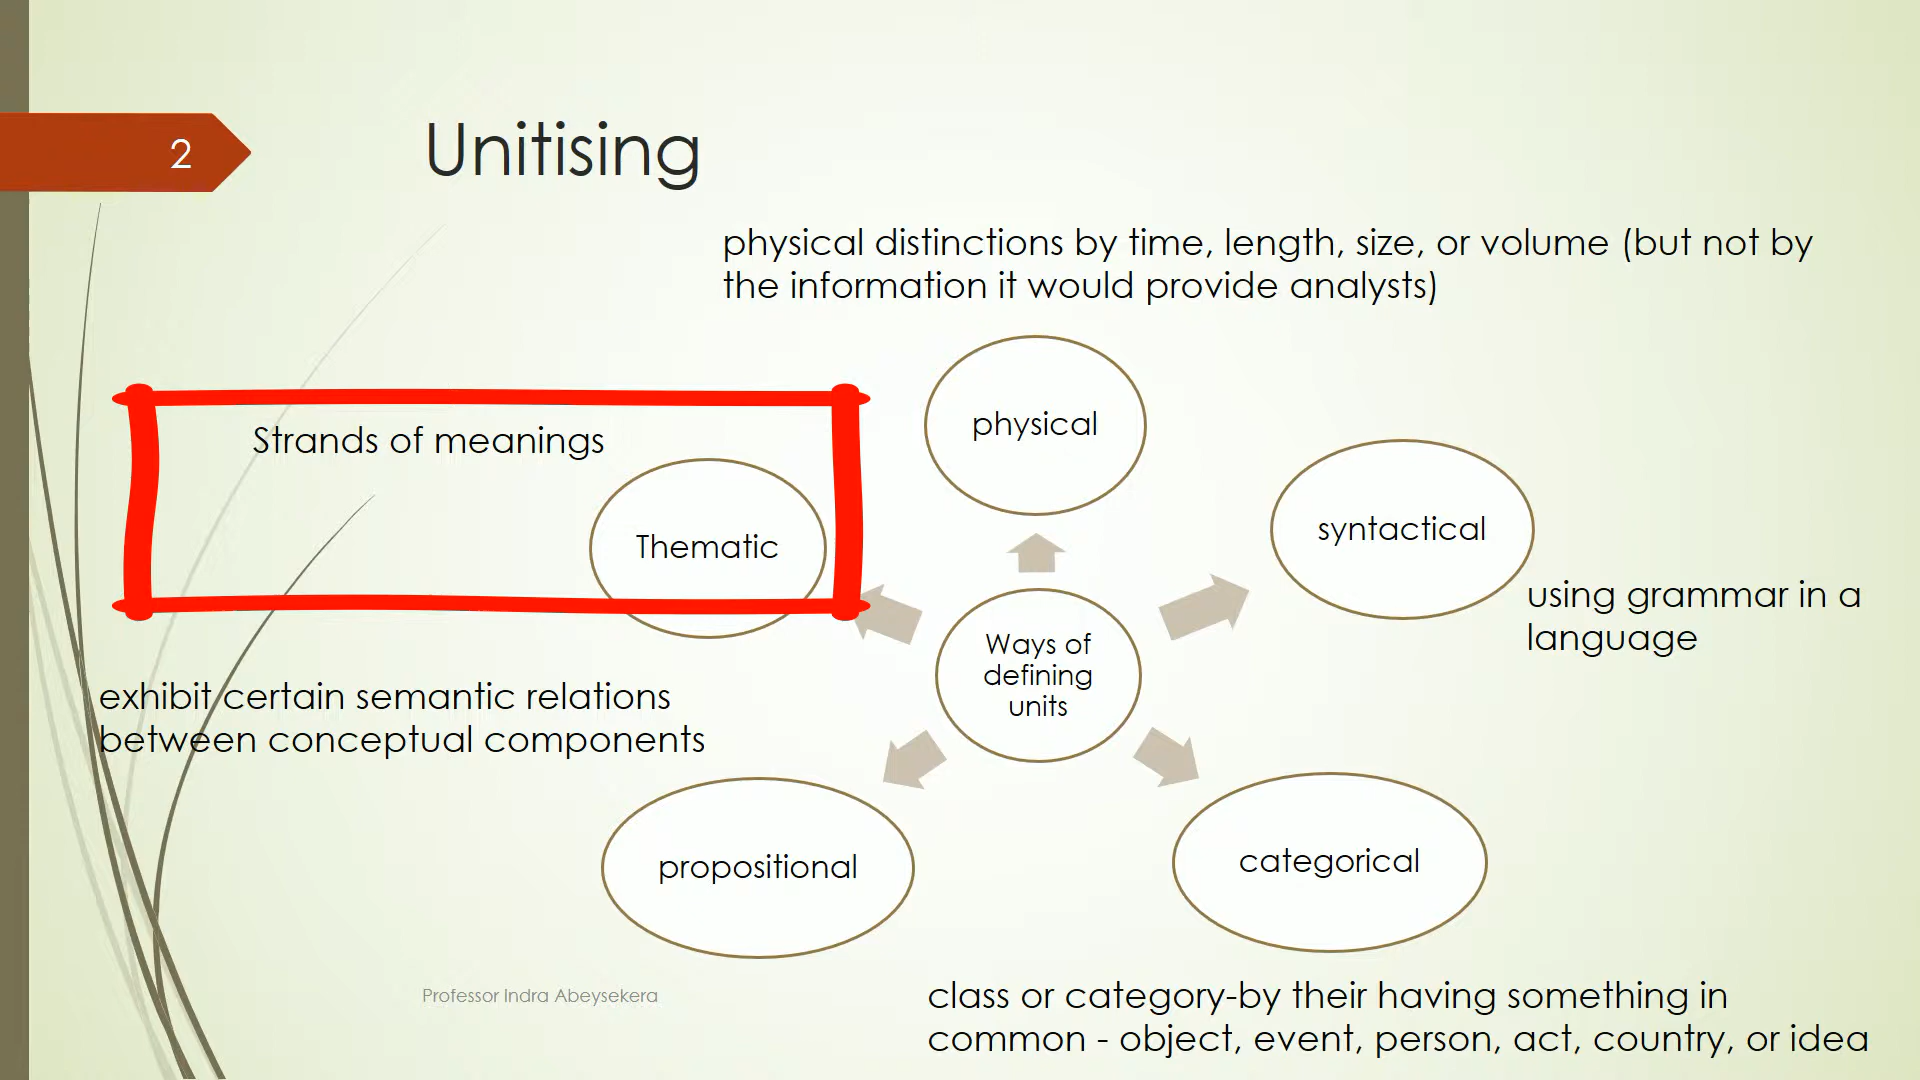 2
Unitising
physical distinctions by time, length, size, or volume (but not by
the information it would provide analysts)
physical
Strands of meanings
Thematic
syntactical
using grammar in a
language
Ways of
defining
units
exhibit certain semantic relations
between conceptual components
propositional
categorical
class or category-by their having something in
common - object, event, person, act, country, or idea
Professor Indra Abeysekera